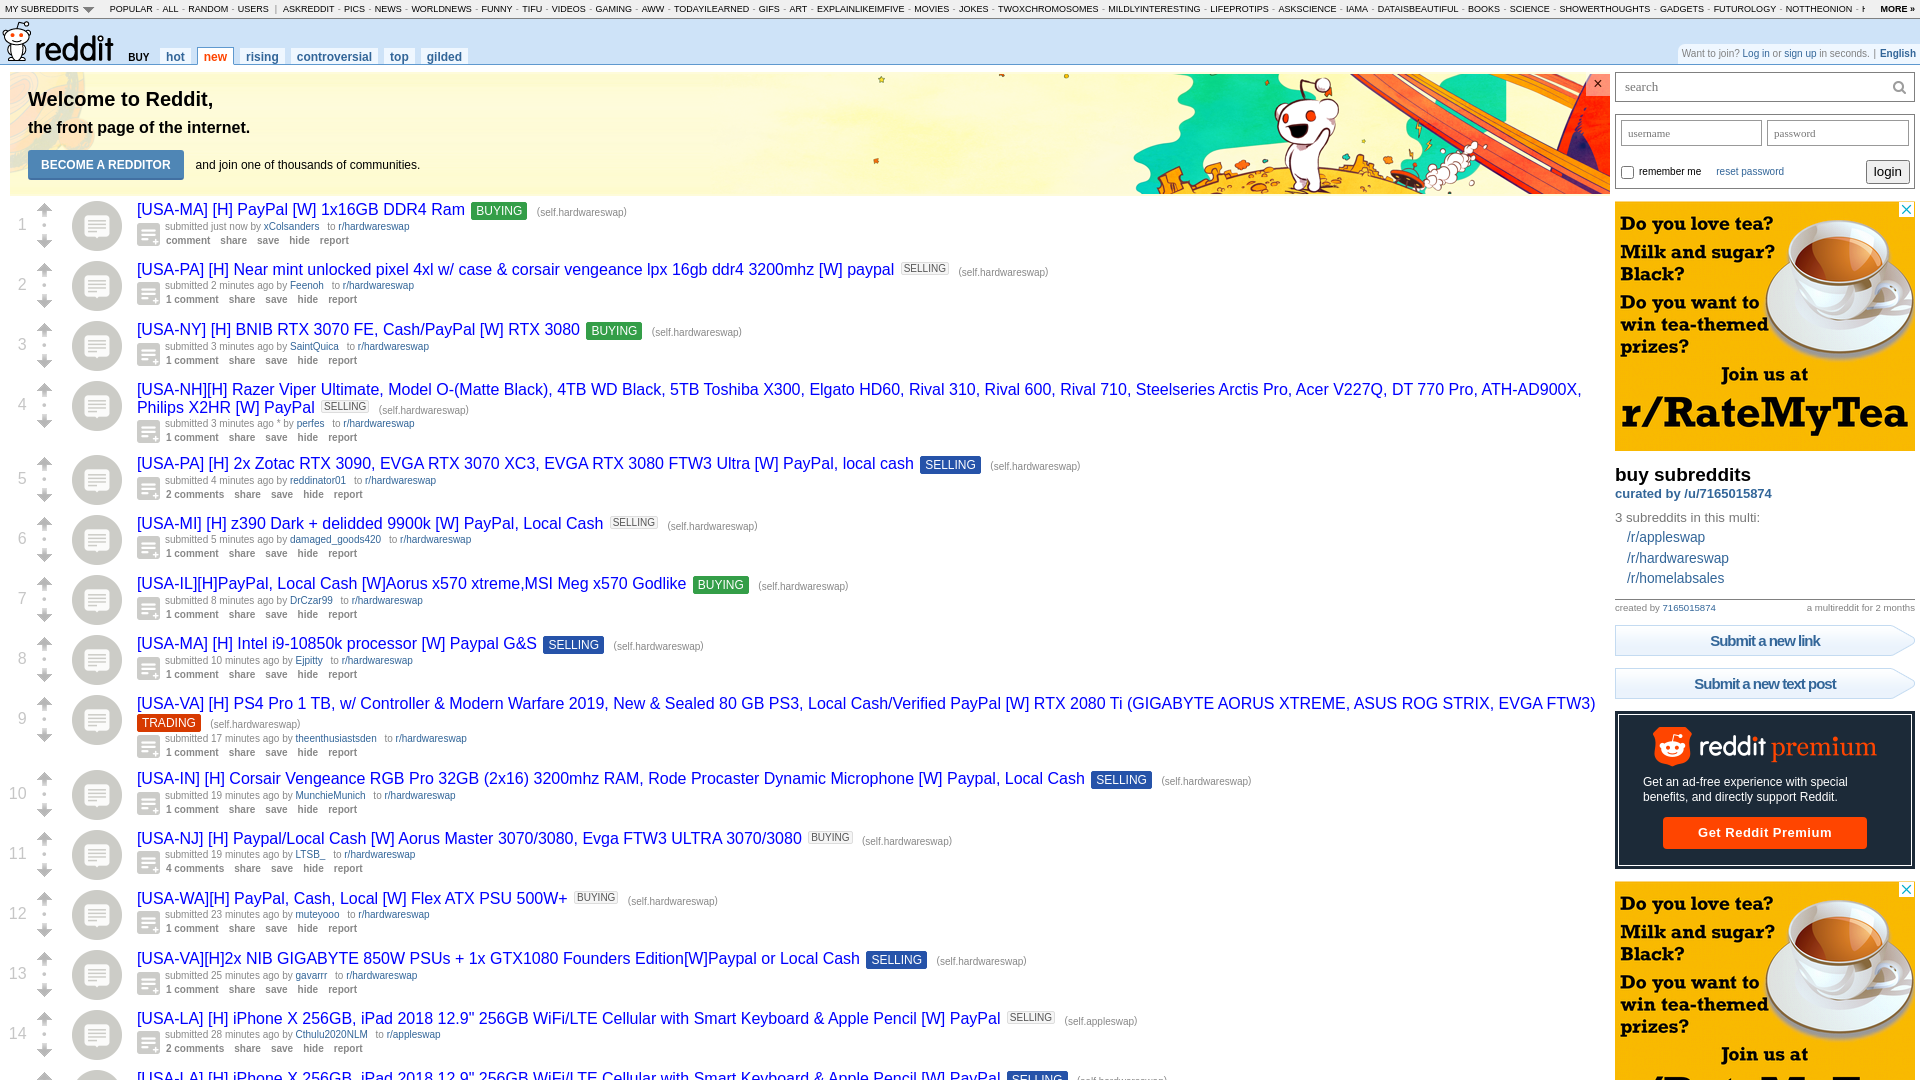 MY SUBREDDITS POPULAR - ALL - RANDOM - USERS | ASKREDDIT - PICS - NEWS - WORLDNEWS - FUNNY - TIFU - VIDEOS - GAMING - AWW - TODAYILEARNED - GIFS - ART - EXPLAINLIKEIMFIVE - MOVIES - JOKES - TWOXCHROMOSOMES - MILDLYINTERESTING - LIFEPROTIPS - ASKSCIENCE - IAMA - DATAISBEAUTIFUL - BOOKS - SCIENCE - SHOWERTHOUGHTS - GADGETS - FUTUROLOGY - NOTTHEONION - MORE »
reddit BUY hot new rising controversial top gilded
Want to join? Log in or sign up in seconds. | English
Welcome to Reddit,
the front page of the internet.
BECOME A REDDITOR and join one of thousands of communities.
×
1
[USA-MA] [H] PayPal [W] 1x16GB DDR4 Ram BUYING (self.hardwareswap)
submitted just now by xColsanders to r/hardwareswap
comment share save hide report
2
[USA-PA] [H] Near mint unlocked pixel 4xl w/ case & corsair vengeance lpx 16gb ddr4 3200mhz [W] paypal SELLING (self.hardwareswap)
submitted 2 minutes ago by Feenoh to r/hardwareswap
1 comment share save hide report
3
[USA-NY] [H] BNIB RTX 3070 FE, Cash/PayPal [W] RTX 3080 BUYING (self.hardwareswap)
submitted 3 minutes ago by SaintQuica to r/hardwareswap
1 comment share save hide report
4
[USA-NH][H] Razer Viper Ultimate, Model O-(Matte Black), 4TB WD Black, 5TB Toshiba X300, Elgato HD60, Rival 310, Rival 600, Rival 710, Steelseries Arctis Pro, Acer V227Q, DT 770 Pro, ATH-AD900X,
Philips X2HR [W] PayPal SELLING (self.hardwareswap)
submitted 3 minutes ago * by perfes to r/hardwareswap
1 comment share save hide report
5
[USA-PA] [H] 2x Zotac RTX 3090, EVGA RTX 3070 XC3, EVGA RTX 3080 FTW3 Ultra [W] PayPal, local cash SELLING (self.hardwareswap)
submitted 4 minutes ago by reddinator01 to r/hardwareswap
2 comments share save hide report
6
[USA-MI] [H] z390 Dark + delidded 9900k [W] PayPal, Local Cash SELLING (self.hardwareswap)
submitted 5 minutes ago by damaged_goods420 to r/hardwareswap
1 comment share save hide report
7
[USA-IL][H]PayPal, Local Cash [W]Aorus x570 xtreme,MSI Meg x570 Godlike BUYING (self.hardwareswap)
submitted 8 minutes ago by DrCzar99 to r/hardwareswap
1 comment share save hide report
8
[USA-MA] [H] Intel i9-10850k processor [W] Paypal G&S SELLING (self.hardwareswap)
submitted 10 minutes ago by Ejpitty to r/hardwareswap
1 comment share save hide report
9
[USA-VA] [H] PS4 Pro 1 TB, w/ Controller & Modern Warfare 2019, New & Sealed 80 GB PS3, Local Cash/Verified PayPal [W] RTX 2080 Ti (GIGABYTE AORUS XTREME, ASUS ROG STRIX, EVGA FTW3)
TRADING (self.hardwareswap)
submitted 17 minutes ago by theenthusiastsden to r/hardwareswap
1 comment share save hide report
10
[USA-IN] [H] Corsair Vengeance RGB Pro 32GB (2x16) 3200mhz RAM, Rode Procaster Dynamic Microphone [W] Paypal, Local Cash SELLING (self.hardwareswap)
submitted 19 minutes ago by MunchieMunich to r/hardwareswap
1 comment share save hide report
11
[USA-NJ] [H] Paypal/Local Cash [W] Aorus Master 3070/3080, Evga FTW3 ULTRA 3070/3080 BUYING (self.hardwareswap)
submitted 19 minutes ago by LTSB_ to r/hardwareswap
4 comments share save hide report
12
[USA-WA][H] PayPal, Cash, Local [W] Flex ATX PSU 500W+ BUYING (self.hardwareswap)
submitted 23 minutes ago by muteyooo to r/hardwareswap
1 comment share save hide report
13
[USA-VA][H]2x NIB GIGABYTE 850W PSUs + 1x GTX1080 Founders Edition[W]Paypal or Local Cash SELLING (self.hardwareswap)
submitted 25 minutes ago by gavarrr to r/hardwareswap
1 comment share save hide report
14
[USA-LA] [H] iPhone X 256GB, iPad 2018 12.9" 256GB WiFi/LTE Cellular with Smart Keyboard & Apple Pencil [W] PayPal SELLING (self.appleswap)
submitted 28 minutes ago by Cthulu2020NLM to r/appleswap
2 comments share save hide report
[USA-LA] [H] iPhone X 256GB, iPad 2018 12.9" 256GB WiFi/LTE Cellular with Smart Keyboard & Apple Pencil [W] PayPal SELLING (self.hardwareswap)
search
username password
remember me reset password login
Do you love tea?
Milk and sugar?
Black?
Do you want to
win tea-themed
prizes?
Join us at
r/RateMyTea
buy subreddits
curated by /u/7165015874
3 subreddits in this multi:
/r/appleswap
/r/hardwareswap
/r/homelabsales
created by 7165015874 a multireddit for 2 months
Submit a new link
Submit a new text post
reddit premium
Get an ad-free experience with special
benefits, and directly support Reddit.
Get Reddit Premium
Do you love tea?
Milk and sugar?
Black?
Do you want to
win tea-themed
prizes?
Join us at